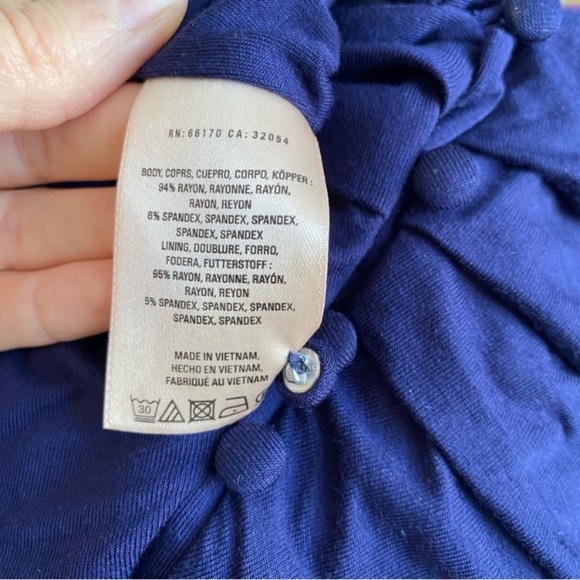 RN: 66170 CA: 32054
BODY, COPRS, CUEPRO, CORPO, KÖPPER :
94% RAYON, RAYONNE, RAYÓN,
RAYON, REYON
6% SPANDEX, SPANDEX, SPANDEX,
SPANDEX, SPANDEX
LINING, DOUBLURE, FORRO,
FODERA, FUTTERSTOFF :
95% RAYON, RAYONNE, RAYÓN,
RAYON, REYON
5% SPANDEX, SPANDEX, SPANDEX,
SPANDEX, SPANDEX
MADE IN VIETNAM,
HECHO EN VIETNAM,
FABRIQUÉ AU VIETNAM
30